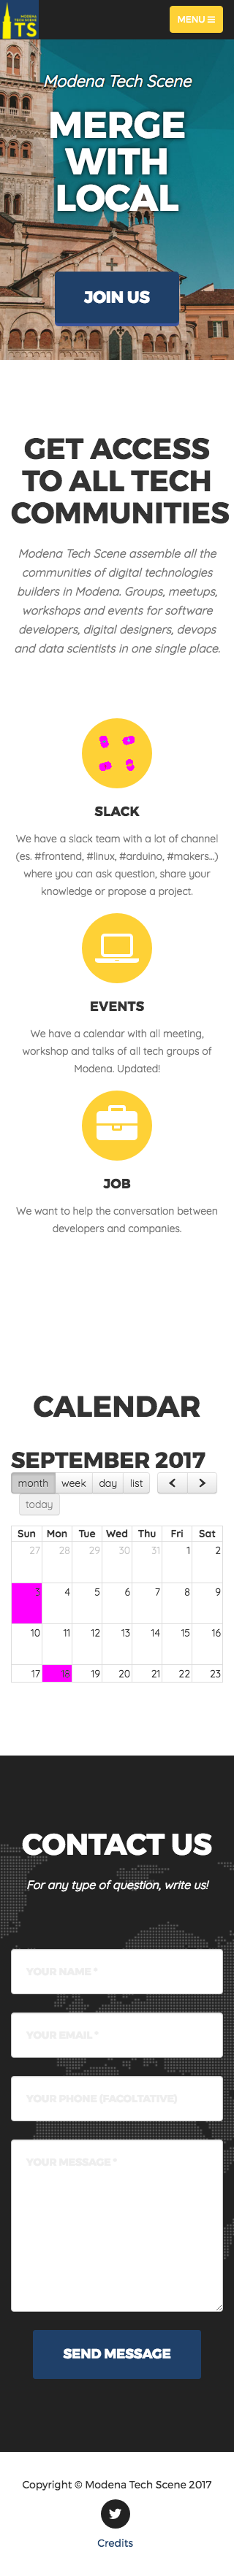 MODENA
TECH SCENE
TS
MENU
Modena Tech Scene
MERGE
WITH
LOCAL
JOIN US
GET ACCESS
TO ALL TECH
COMMUNITIES
Modena Tech Scene assemble all the
communities of digital technologies
builders in Modena. Groups, meetups,
workshops and events for software
developers, digital designers, devops
and data scientists in one single place.
SLACK
We have a slack team with a lot of channel
(es. #frontend, #linux, #arduino, #makers...)
where you can ask question, share your
knowledge or propose a project.
EVENTS
We have a calendar with all meeting,
workshop and talks of all tech groups of
Modena. Updated!
JOB
We want to help the conversation between
developers and companies.
CALENDAR
SEPTEMBER 2017
month week day list
today
Sun Mon Tue Wed Thu Fri Sat
27 28 29 30 31 1 2
3 4 5 6 7 8 9
10 11 12 13 14 15 16
17 18 19 20 21 22 23
CONTACT US
For any type of question, write us!
YOUR NAME *
YOUR EMAIL *
YOUR PHONE (FACOLTATIVE)
YOUR MESSAGE *
SEND MESSAGE
Copyright © Modena Tech Scene 2017
Credits